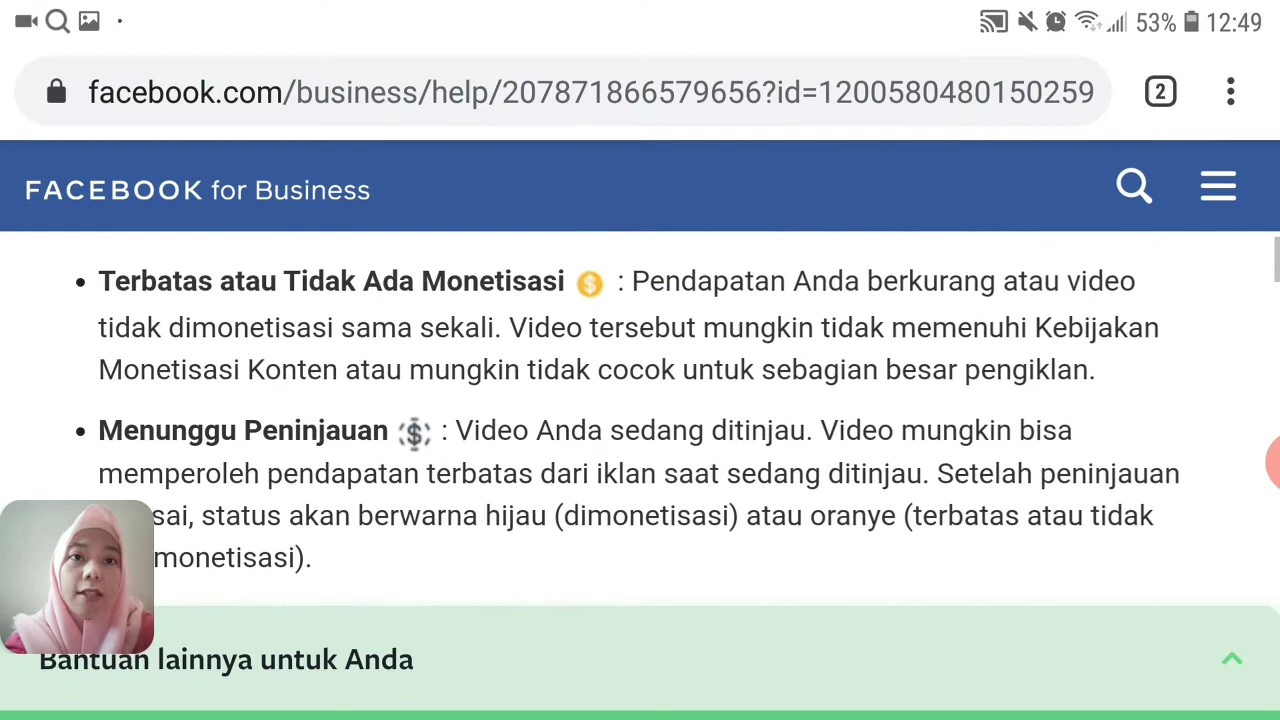 53% 12:49
facebook.com/business/help/207871866579656?id=1200580480150259
2
FACEBOOK for Business
• Terbatas atau Tidak Ada Monetisasi $ : Pendapatan Anda berkurang atau video
tidak dimonetisasi sama sekali. Video tersebut mungkin tidak memenuhi Kebijakan
Monetisasi Konten atau mungkin tidak cocok untuk sebagian besar pengiklan.
• Menunggu Peninjauan $ : Video Anda sedang ditinjau. Video mungkin bisa
memperoleh pendapatan terbatas dari iklan saat sedang ditinjau. Setelah peninjauan
sai, status akan berwarna hijau (dimonetisasi) atau oranye (terbatas atau tidak
monetisasi).
Bantuan lainnya untuk Anda